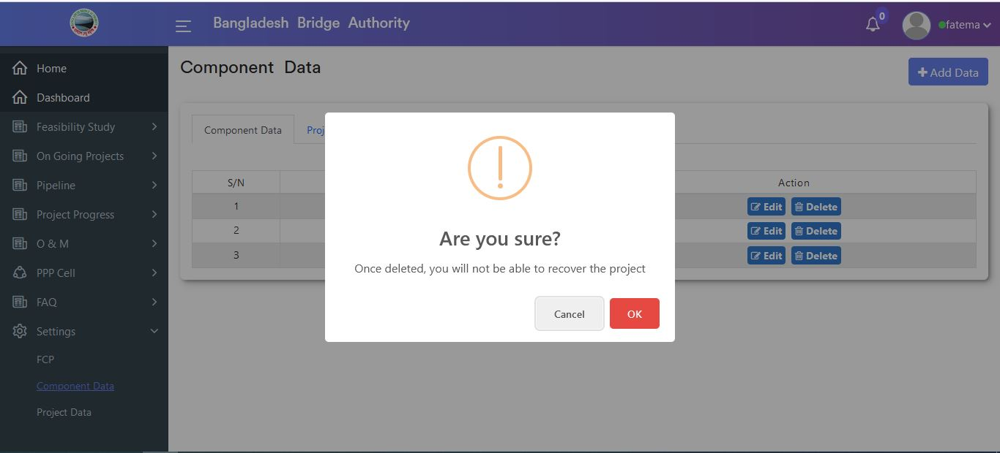 Bangladesh Bridge Authority
0
fatema
Home
Dashboard
Feasibility Study
On Going Projects
Pipeline
Project Progress
O & M
PPP Cell
FAQ
Settings
FCP
Component Data
Project Data
Component Data
Add Data
Component Data Proj
S/N Action
1 Edit Delete
2 Edit Delete
3 Edit Delete
Are you sure?
Once deleted, you will not be able to recover the project
Cancel OK